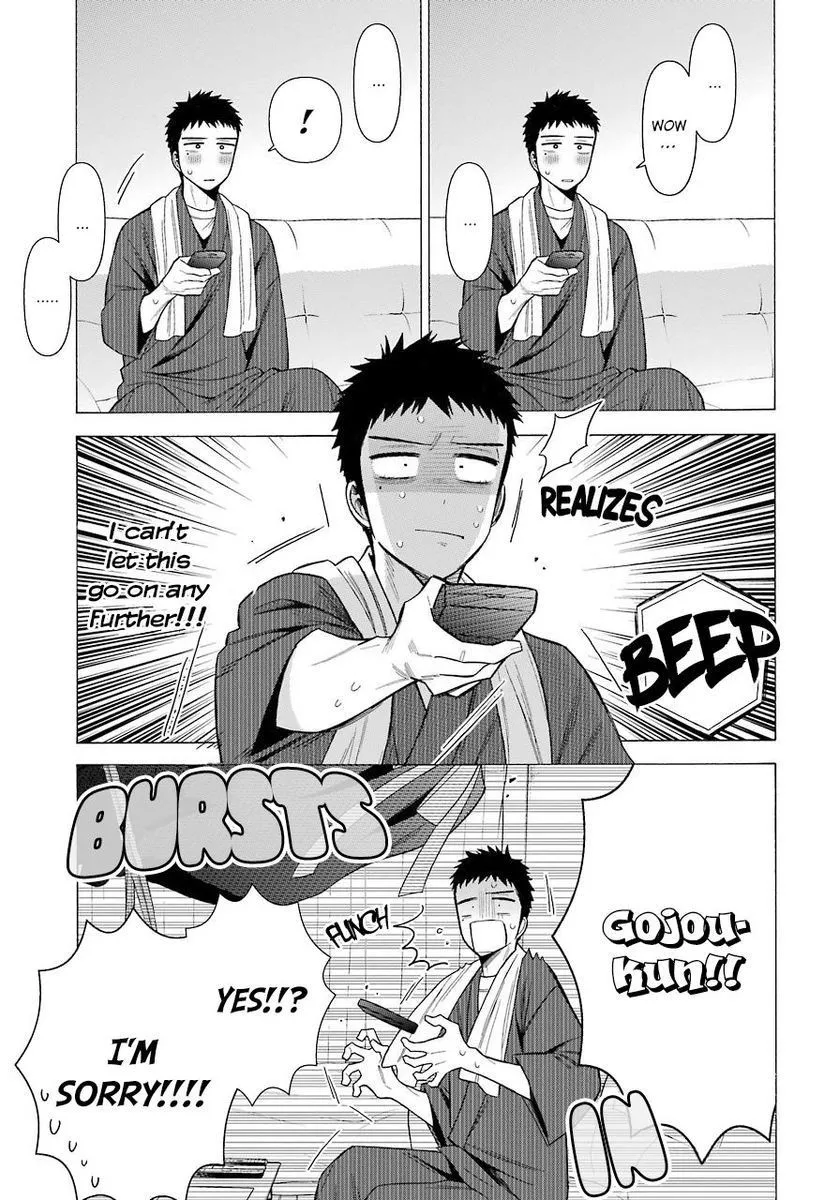 ...
WOW
...
...
...
!
...
.....
REALIZES
I can't
let this
go on any
further!!!
BEEP
BURSTS
GOJOU-
KUN!!
FLINCH
YES!!?
I'M
SORRY!!!!
IN